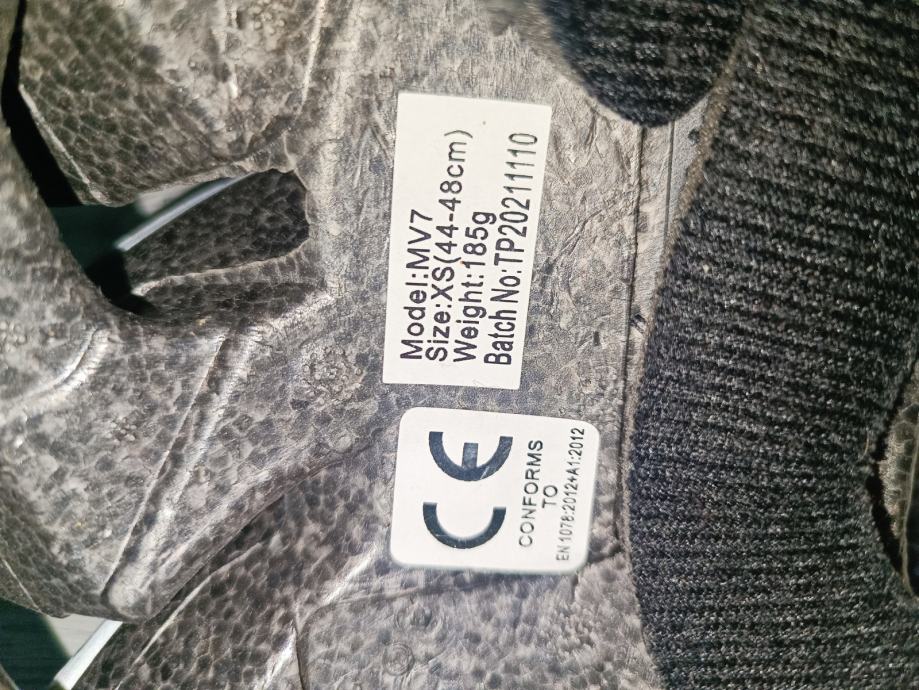 Model:MV7
Size:XS(44-48cm)
Weight:185g
Batch No:TP20211110
CE
CONFORMS
TO
EN 1078:2012+A1:2012